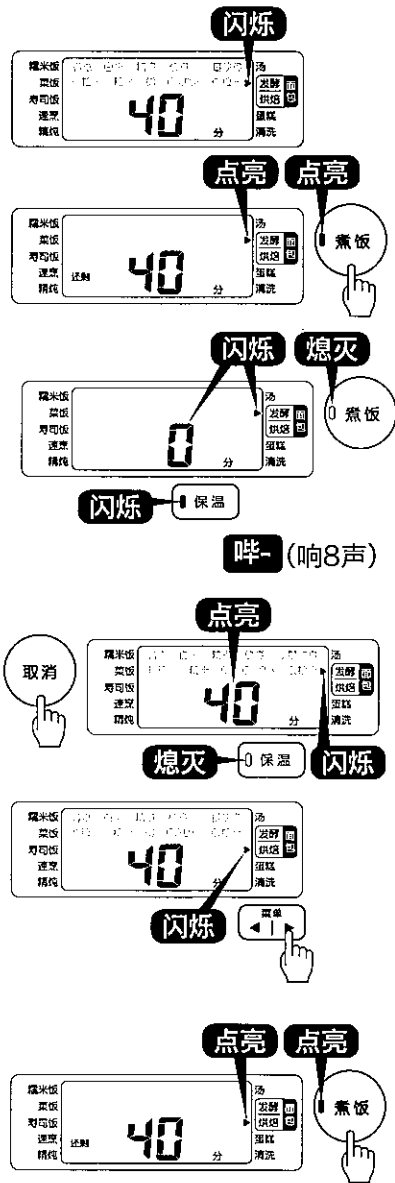 闪烁
糯米饭 汤
菜饭 发酵 面包
寿司饭 烘焙
速烹 40 蛋糕
精炖 分 清洗
点亮 点亮
糯米饭 汤
菜饭 发酵 面包 煮饭
寿司饭 烘焙
速烹 还剩 40 蛋糕
精炖 分 清洗
闪烁 熄灭
糯米饭 汤
菜饭 发酵 面包 煮饭
寿司饭 烘焙
速烹 0 蛋糕
精炖 分 清洗
闪烁 保温
哔- (响8声)
点亮
糯米饭 汤
取消 菜饭 发酵 面包
寿司饭 烘焙
速烹 40 蛋糕
精炖 分 清洗
熄灭 保温 闪烁
糯米饭 汤
菜饭 发酵 面包
寿司饭 烘焙
速烹 40 蛋糕
精炖 分 清洗
闪烁 菜单
点亮 点亮
糯米饭 汤
菜饭 发酵 面包 煮饭
寿司饭 烘焙
速烹 还剩 40 蛋糕
精炖 分 清洗